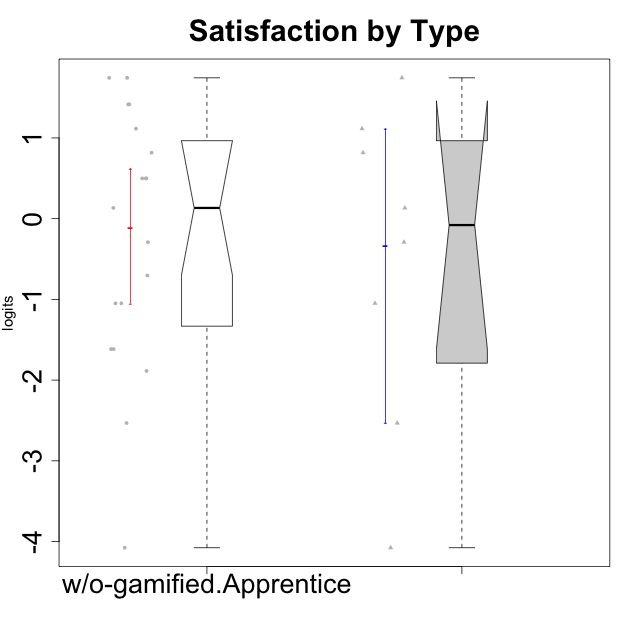 Satisfaction by Type
logits
1
0
-1
-2
-3
-4
w/o-gamified.Apprentice